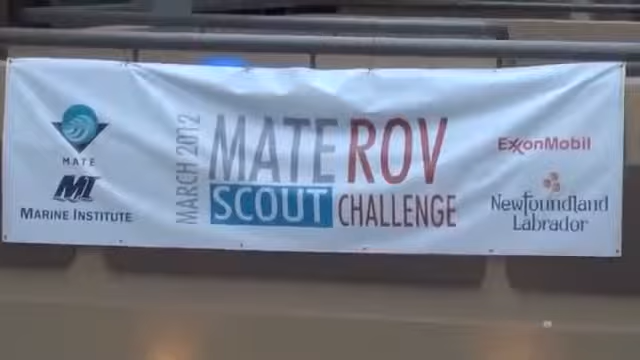 MATE
MI
MARINE INSTITUTE
MARCH 2012
MATE ROV
SCOUT CHALLENGE
ExxonMobil
Newfoundland
Labrador